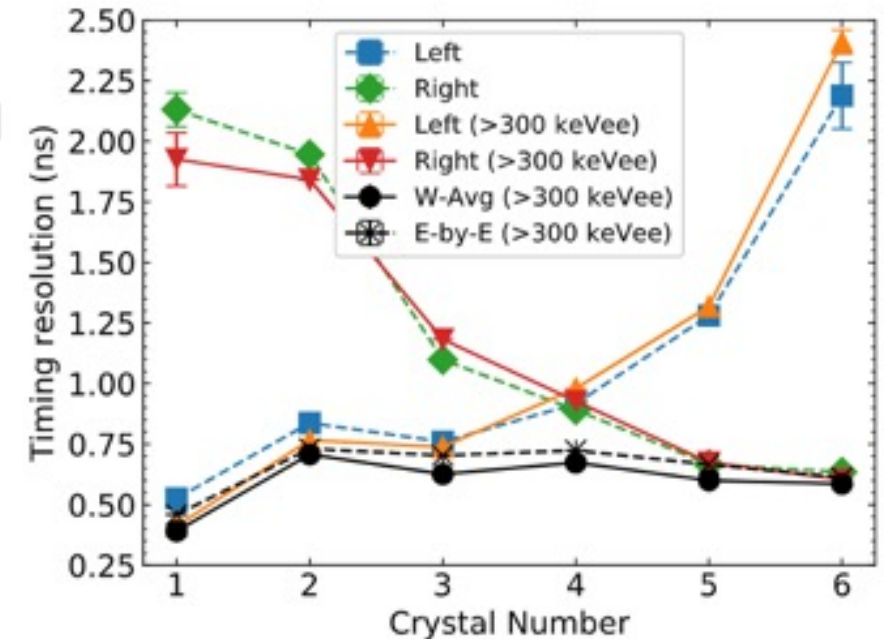 2.50
2.25
2.00
1.75
1.50
1.25
1.00
0.75
0.50
0.25
Timing resolution (ns)
Left
Right
Left (>300 keVee)
Right (>300 keVee)
W-Avg (>300 keVee)
E-by-E (>300 keVee)
1 2 3 4 5 6
Crystal Number